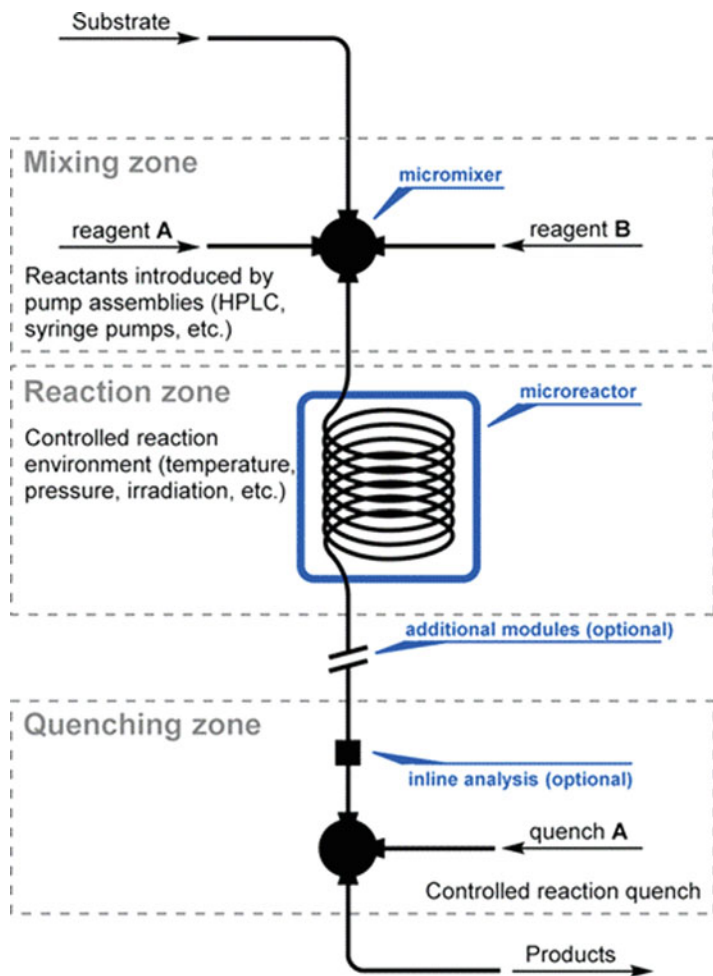 Substrate
Mixing zone
micromixer
reagent A
reagent B
Reactants introduced by
pump assemblies (HPLC,
syringe pumps, etc.)
Reaction zone
microreactor
Controlled reaction
environment (temperature,
pressure, irradiation, etc.)
additional modules (optional)
Quenching zone
inline analysis (optional)
quench A
Controlled reaction quench
Products